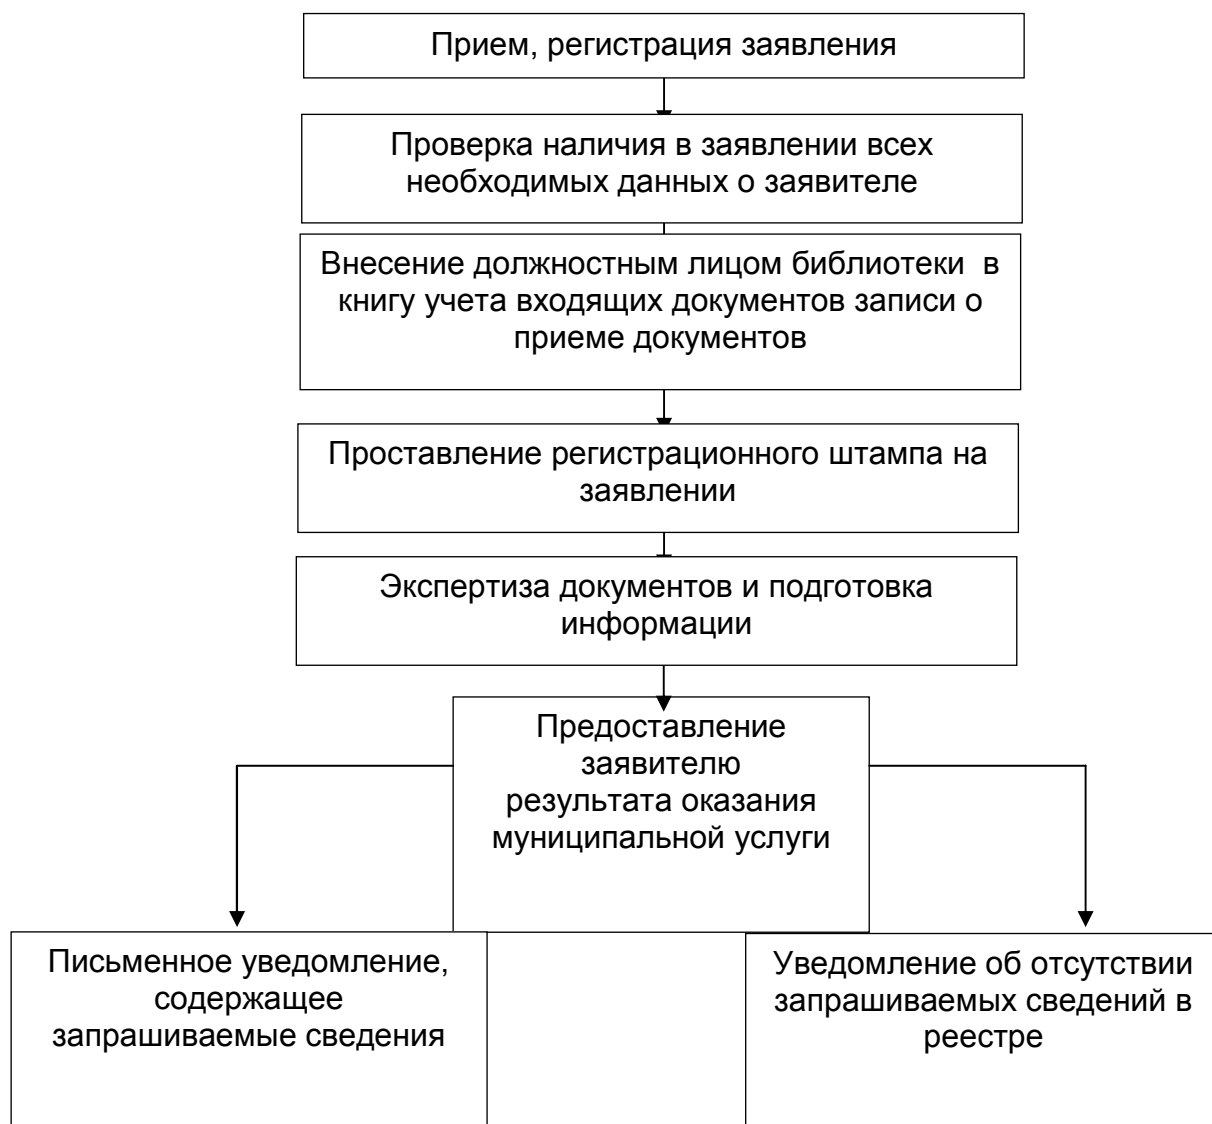 Прием, регистрация заявления
Проверка наличия в заявлении всех
необходимых данных о заявителе
Внесение должностным лицом библиотеки  в
книгу учета входящих документов записи о
приеме документов
Проставление регистрационного штампа на
заявлении
Экспертиза документов и подготовка
информации
Предоставление
заявителю
результата оказания
муниципальной услуги
Письменное уведомление,
содержащее
запрашиваемые сведения
Уведомление об отсутствии
запрашиваемых сведений в
реестре